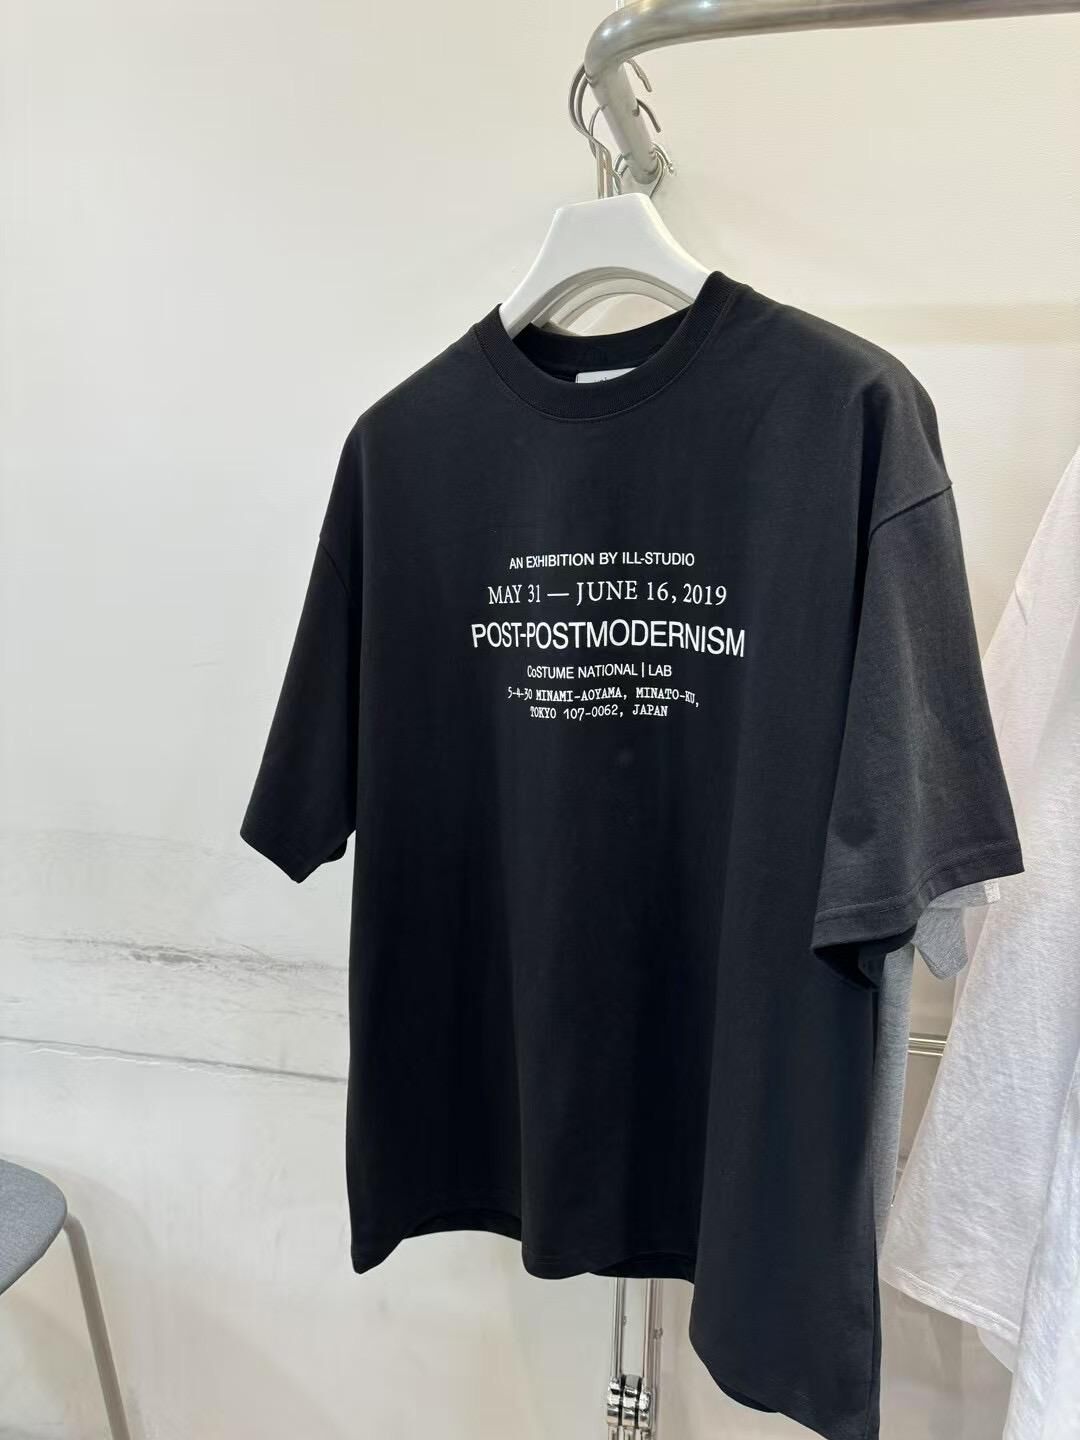 AN EXHIBITION BY ILL-STUDIO
MAY 31 — JUNE 16, 2019
POST-POSTMODERNISM
CoSTUME NATIONAL | LAB
5-4-30 MINAMI-AOYAMA, MINATO-KU,
TOKYO 107-0062, JAPAN